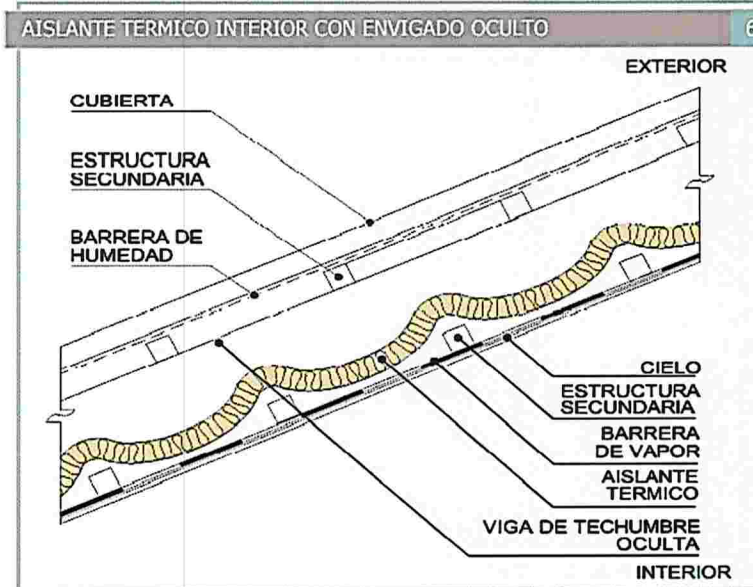 AISLANTE TERMICO INTERIOR CON ENVIGADO OCULTO 6
EXTERIOR
CUBIERTA
ESTRUCTURA
SECUNDARIA
BARRERA DE
HUMEDAD
CIELO
ESTRUCTURA
SECUNDARIA
BARRERA
DE VAPOR
AISLANTE
TERMICO
VIGA DE TECHUMBRE
OCULTA
INTERIOR